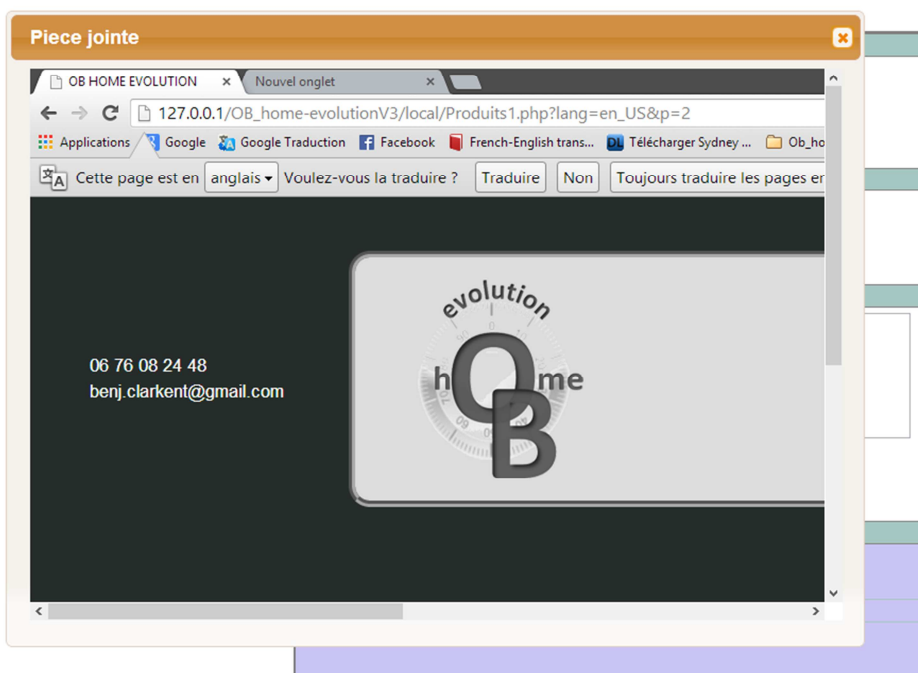 Piece jointe
OB HOME EVOLUTION
Nouvel onglet
127.0.0.1/OB_home-evolutionV3/local/Produits1.php?lang=en_US&p=2
Applications Google Google Traduction Facebook French-English trans... DL Télécharger Sydney ... Ob_ho
Cette page est en anglais Voulez-vous la traduire ? Traduire Non Toujours traduire les pages en
evolution
06 76 08 24 48
hOme
benj.clarkent@gmail.com
B